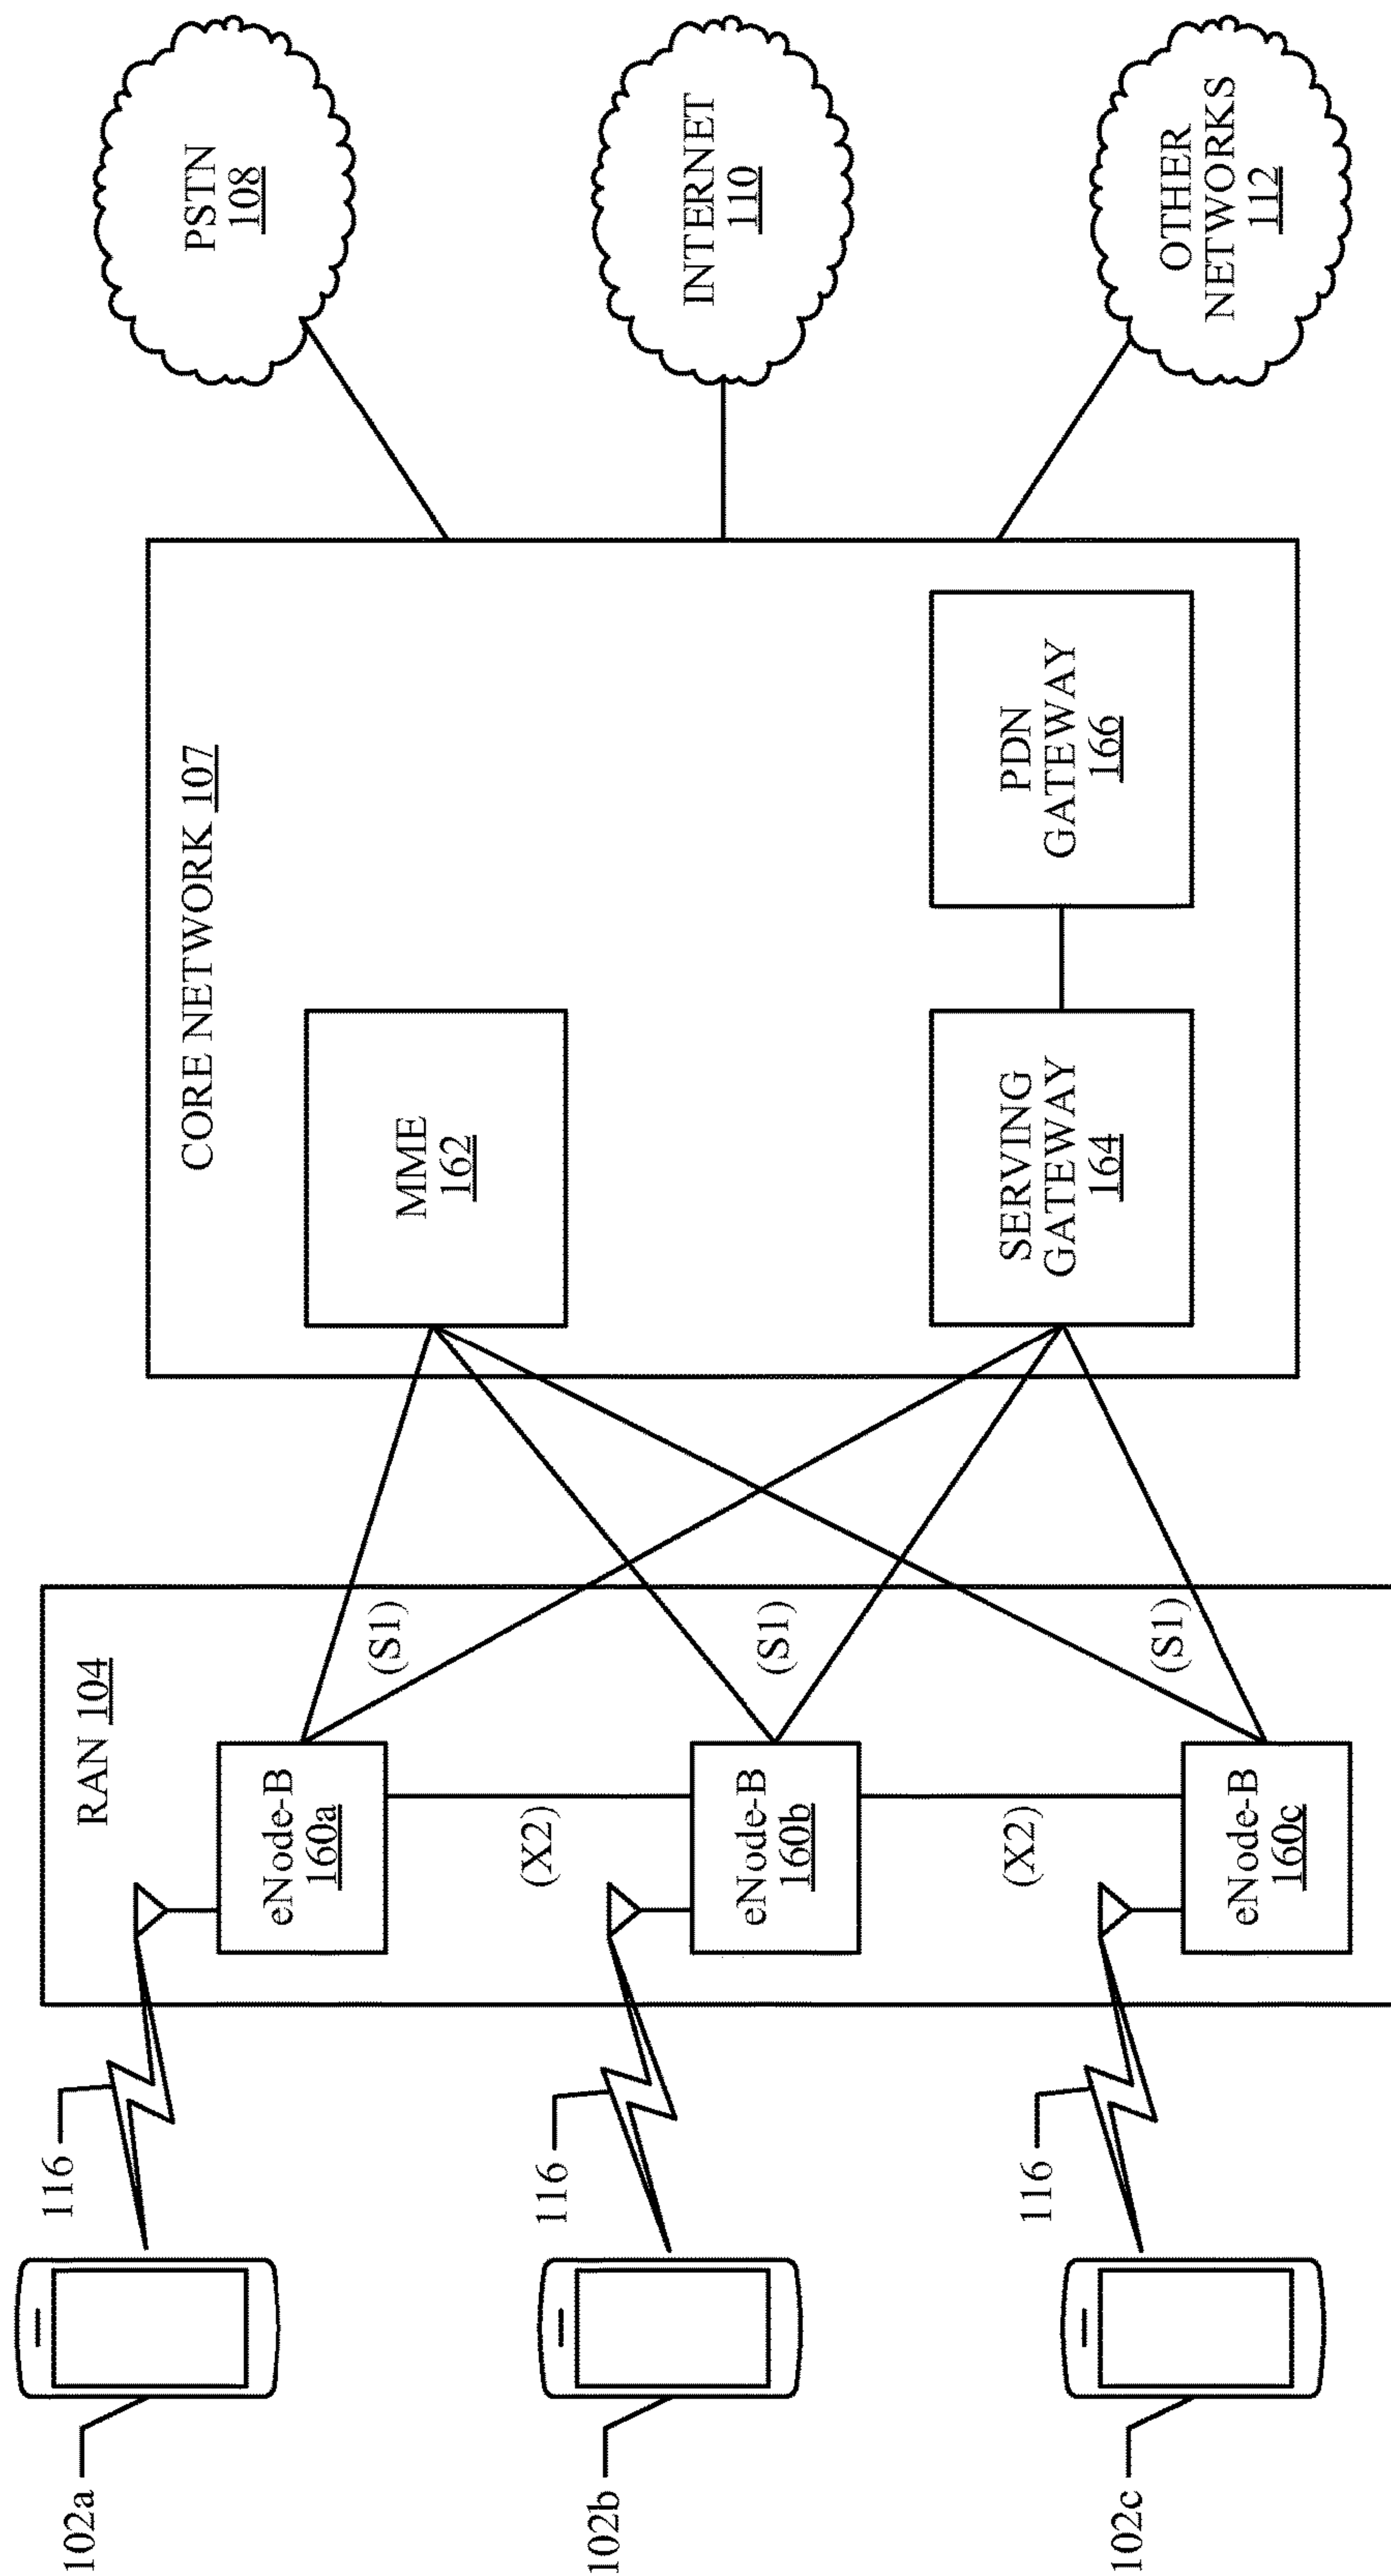 102a
116
RAN 104
eNode-B
160a
(S1)
(X2)
102b
116
eNode-B
160b
(S1)
(X2)
102c
116
eNode-B
160c
(S1)
CORE NETWORK 107
MME
162
SERVING
GATEWAY
164
PDN
GATEWAY
166
PSTN
108
INTERNET
110
OTHER
NETWORKS
112